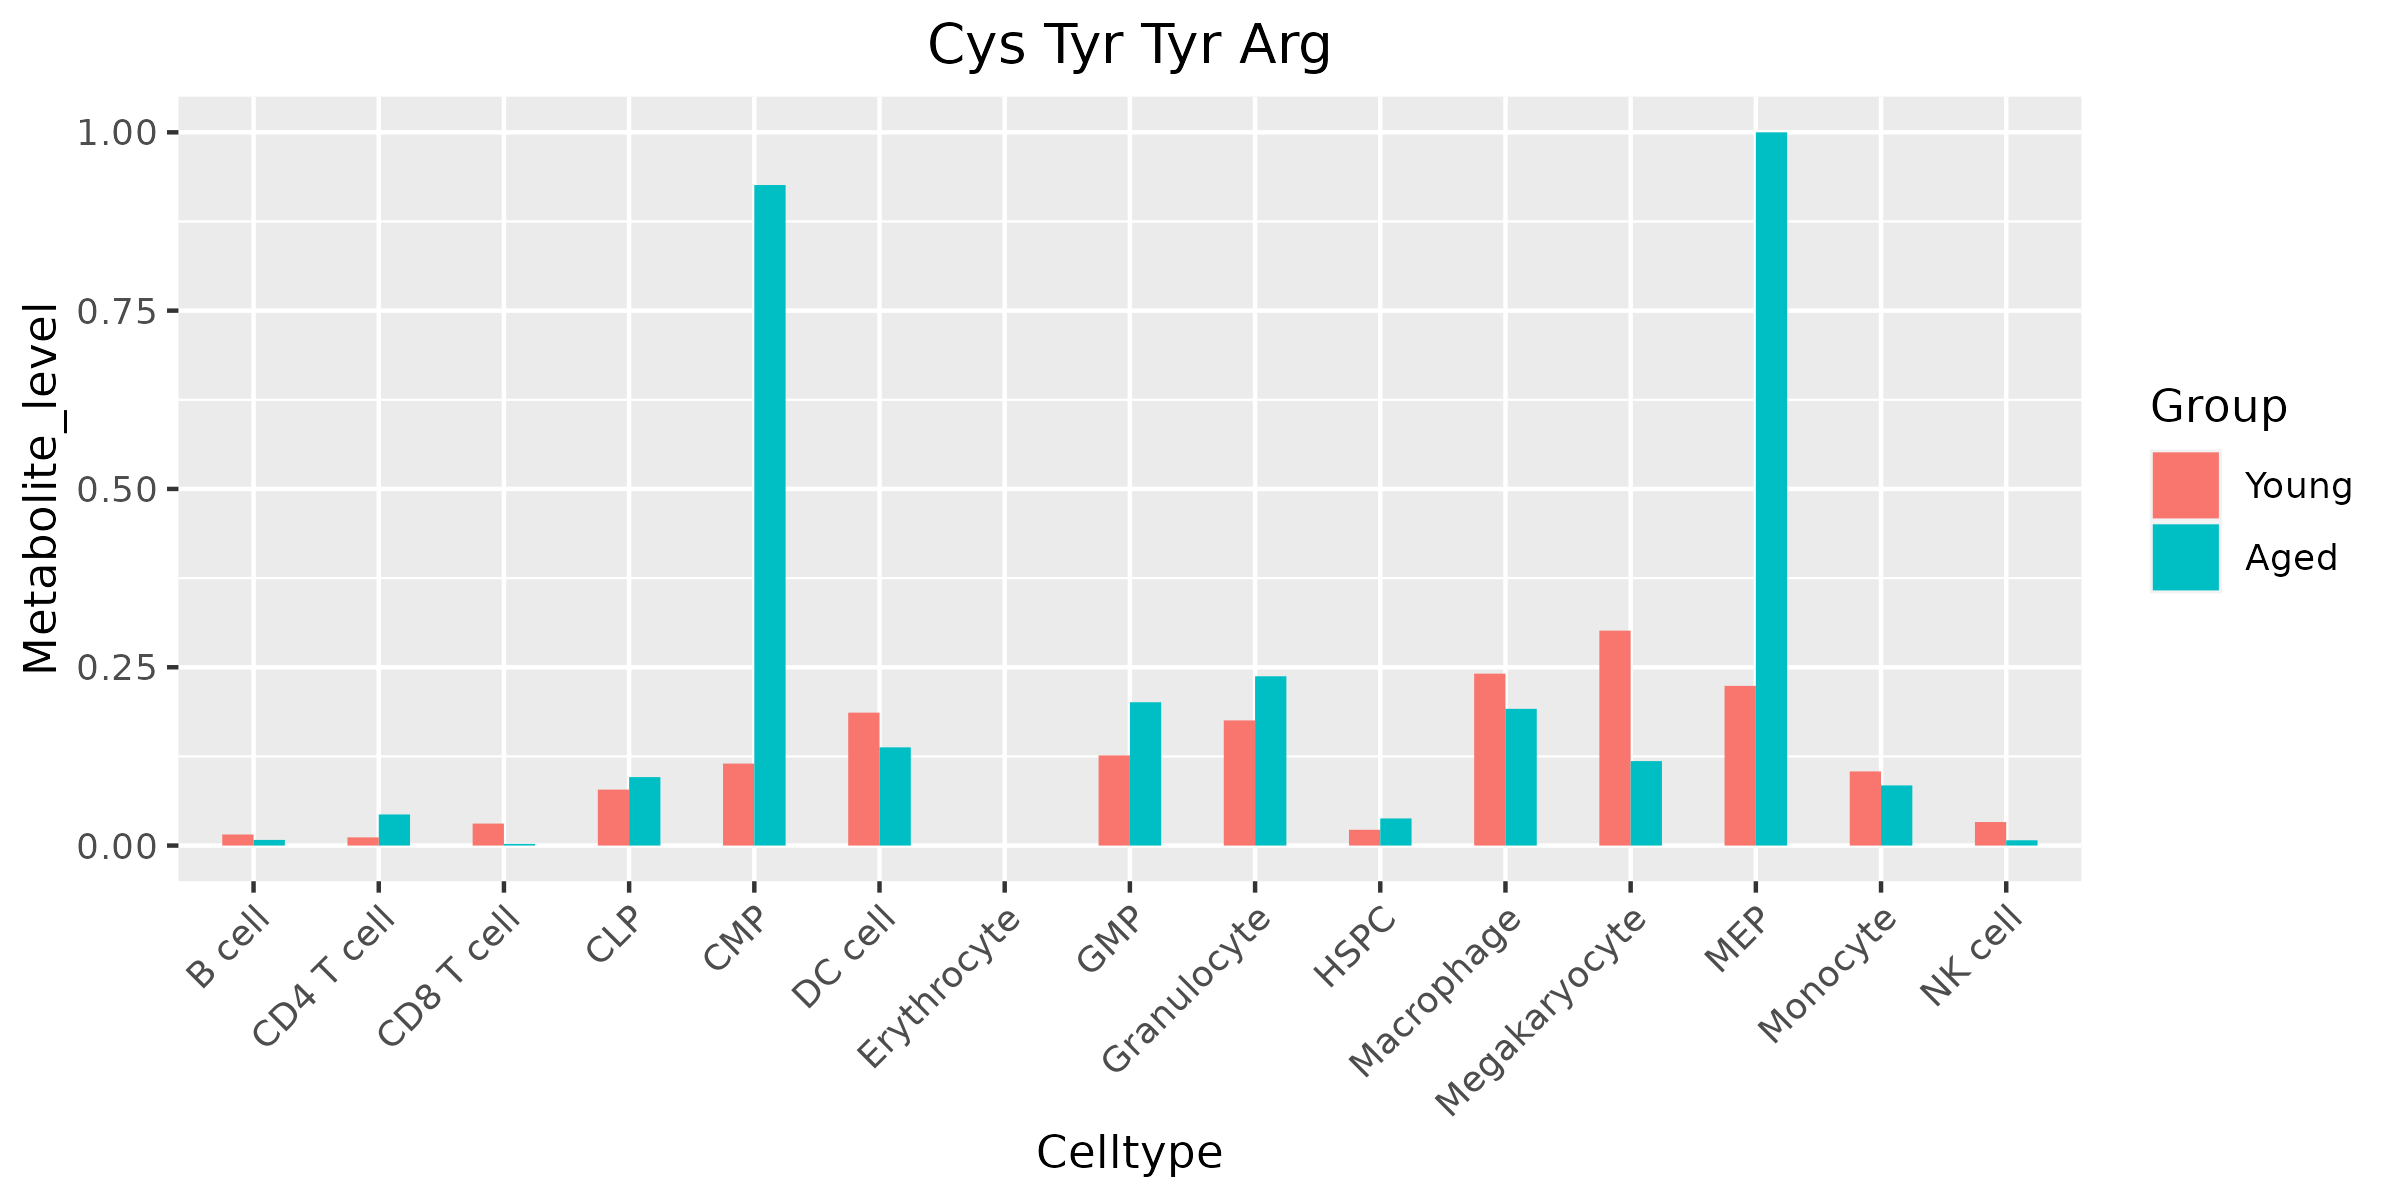 Cys Tyr Tyr Arg
Metabolite_level
1.00
0.75
0.50
0.25
0.00
B cell
CD4 T cell
CD8 T cell
CLP
CMP
DC cell
Erythrocyte
GMP
Granulocyte
HSPC
Macrophage
Megakaryocyte
MEP
Monocyte
NK cell
Celltype
Group
Young
Aged